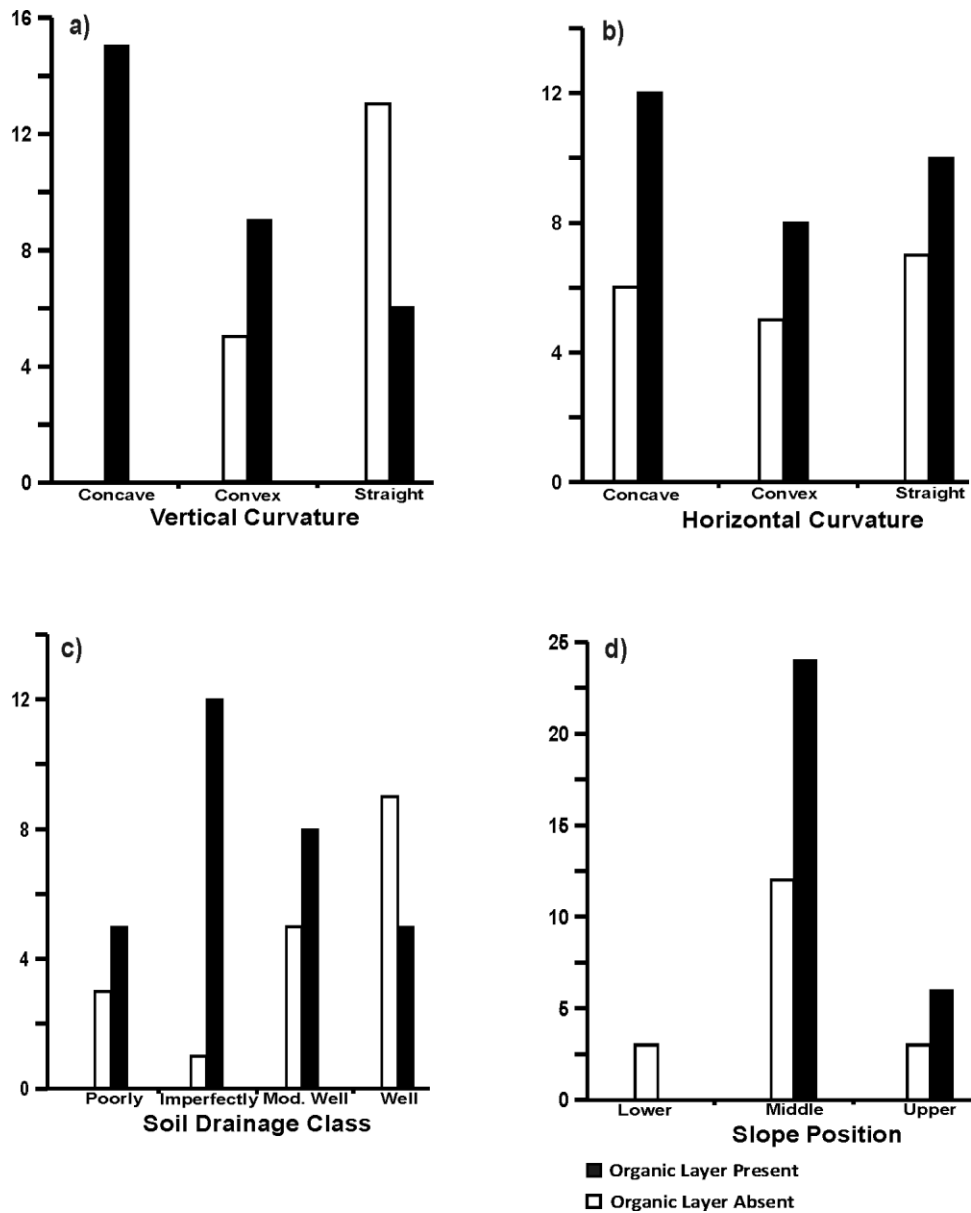 a)
16
12
8
4
0
Concave Convex Straight
Vertical Curvature
b)
12
8
4
0
Concave Convex Straight
Horizontal Curvature
c)
12
8
4
0
Poorly Imperfectly Mod. Well Well
Soil Drainage Class
d)
25
20
15
10
5
0
Lower Middle Upper
Slope Position
Organic Layer Present
Organic Layer Absent